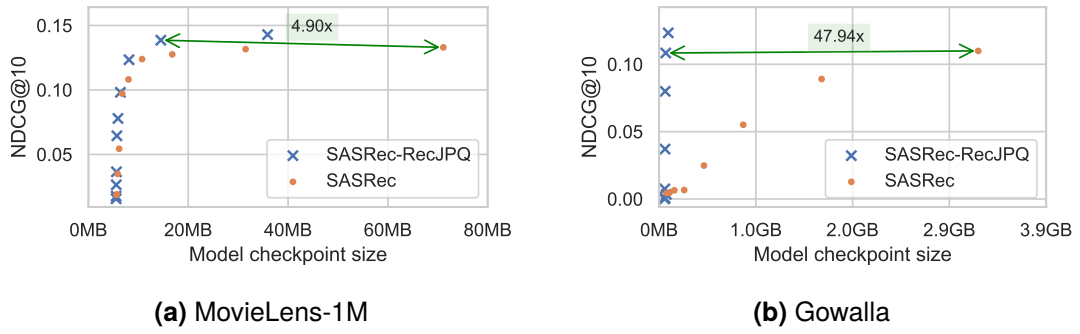 0.15
0.10
0.05
NDCG@10
4.90x
SASRec-RecJPQ
SASRec
0MB 20MB 40MB 60MB 80MB
Model checkpoint size
(a) MovieLens-1M
0.10
0.05
0.00
NDCG@10
47.94x
SASRec-RecJPQ
SASRec
0MB 1.0GB 2.0GB 2.9GB 3.9GB
Model checkpoint size
(b) Gowalla